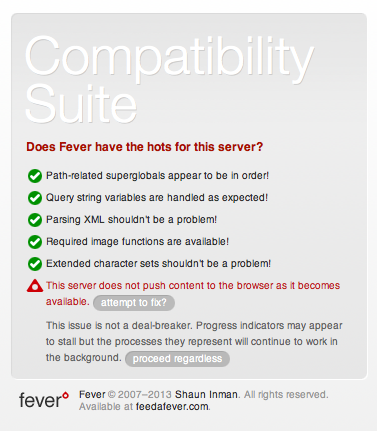 Compatibility
Suite
Does Fever have the hots for this server?
Path-related superglobals appear to be in order!
Query string variables are handled as expected!
Parsing XML shouldn't be a problem!
Required image functions are available!
Extended character sets shouldn't be a problem!
This server does not push content to the browser as it becomes
available. attempt to fix?
This issue is not a deal-breaker. Progress indicators may appear
to stall but the processes they represent will continue to work in
the background. proceed regardless
fever
Fever © 2007–2013 Shaun Inman. All rights reserved.
Available at feedafever.com.